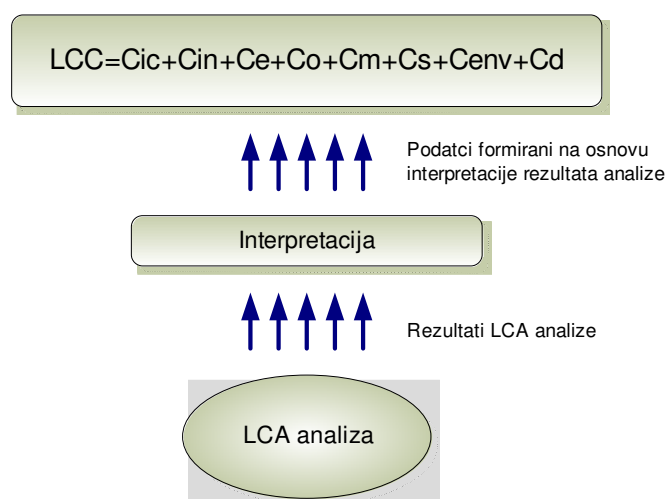 LCC=Cic+Cin+Ce+Co+Cm+Cs+Cenv+Cd
Podatci formirani na osnovu
interpretacije rezultata analize
Interpretacija
Rezultati LCA analize
LCA analiza